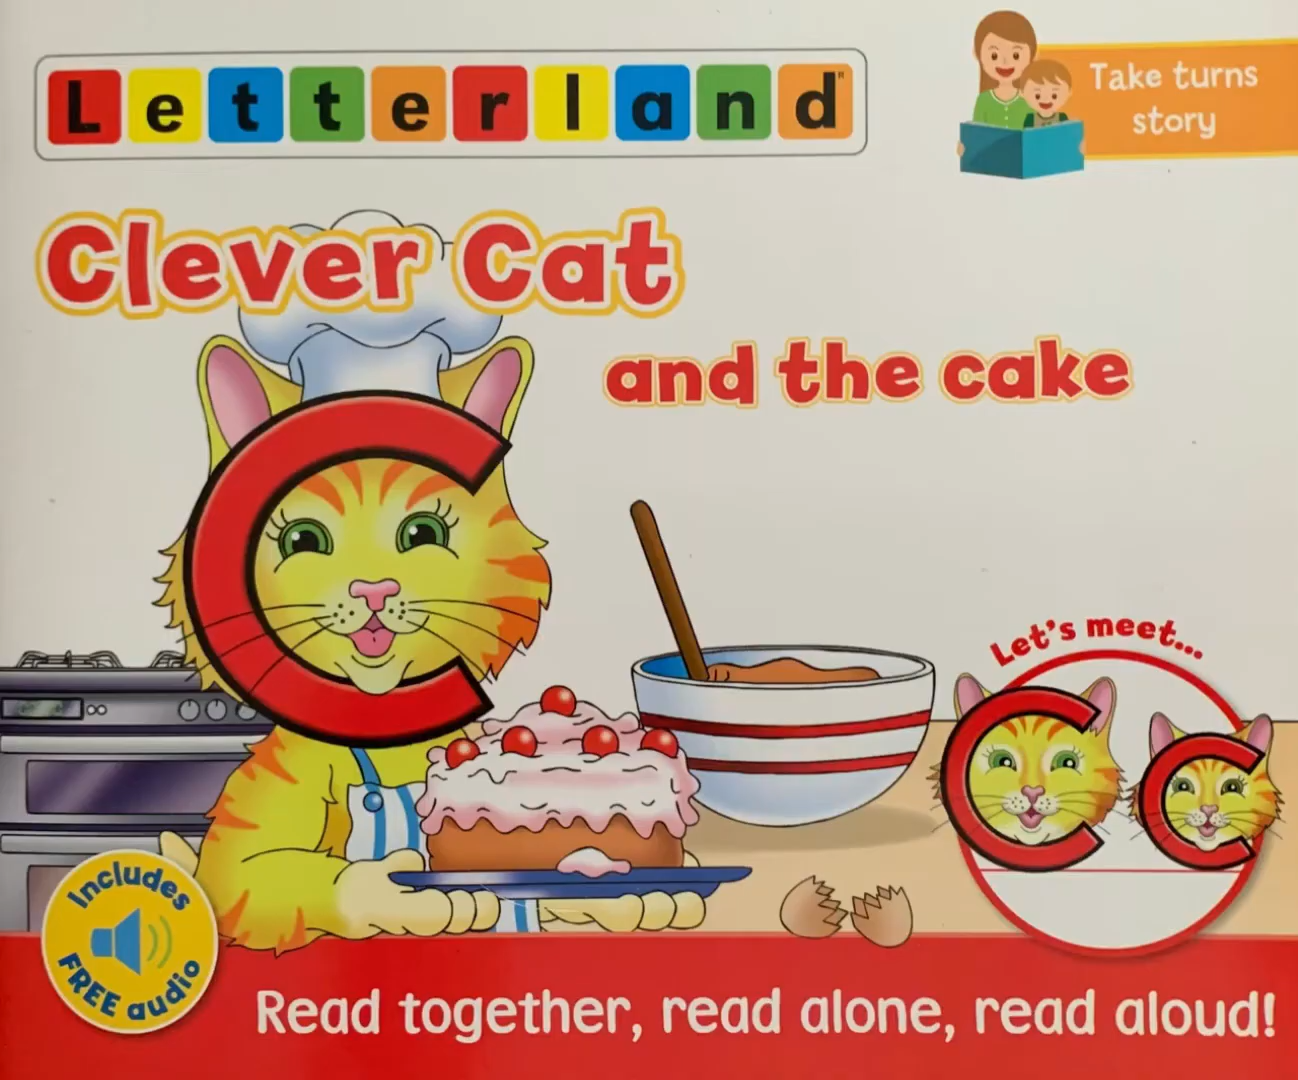 Letterland
Take turns
story
Clever Cat
and the cake
Let's meet...
Cc
Includes
FREE audio
Read together, read alone, read aloud!